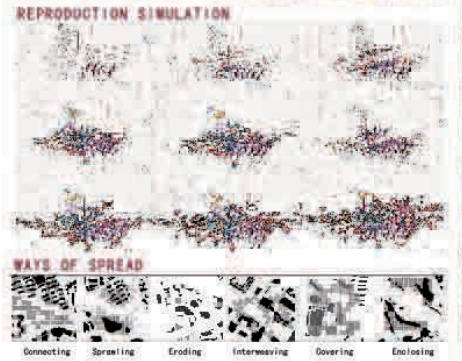 REPRODUCTION SIMULATION
WAYS OF SPREAD
Connecting Sprawling Eroding Interweaving Covering Enclosing